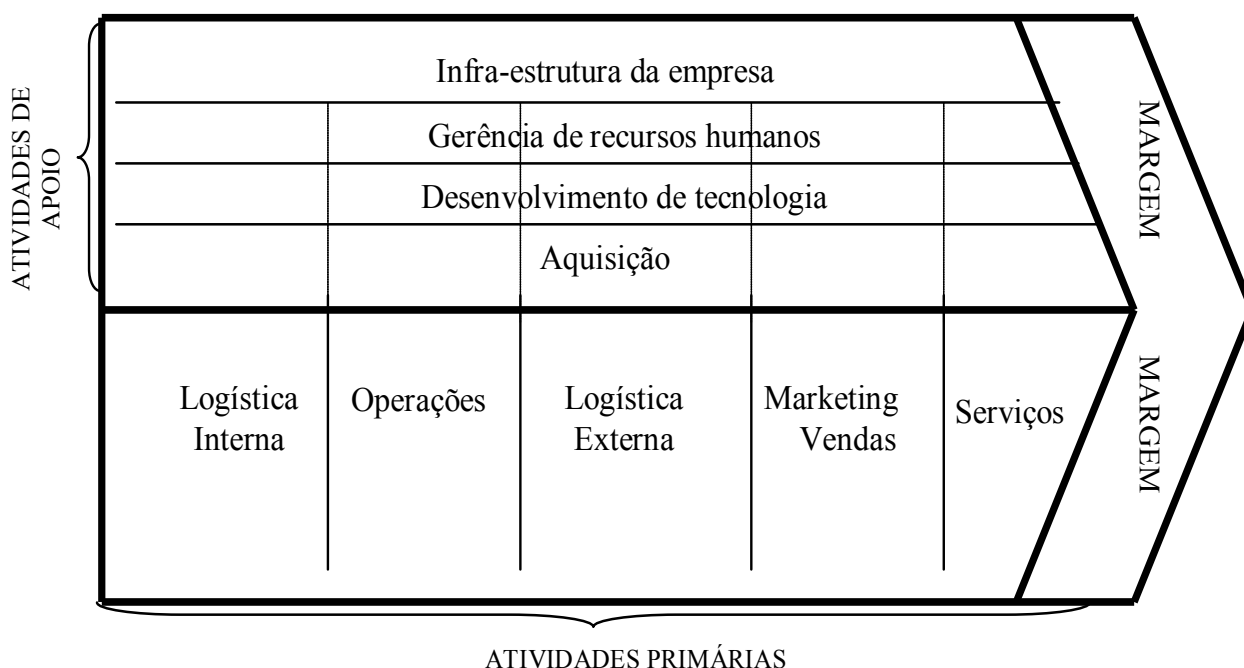 ATIVIDADES DE
APOIO
Infra-estrutura da empresa
Gerência de recursos humanos
Desenvolvimento de tecnologia
Aquisição
MARGEM
Logística
Interna
Operações
Logística
Externa
Marketing
Vendas
Serviços
MARGEM
ATIVIDADES PRIMÁRIAS